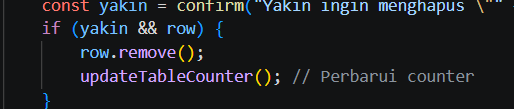 const yakin = confirm("Yakin ingin menghapus \""
if (yakin && row) {
row.remove();
updateTableCounter(); // Perbarui counter
}